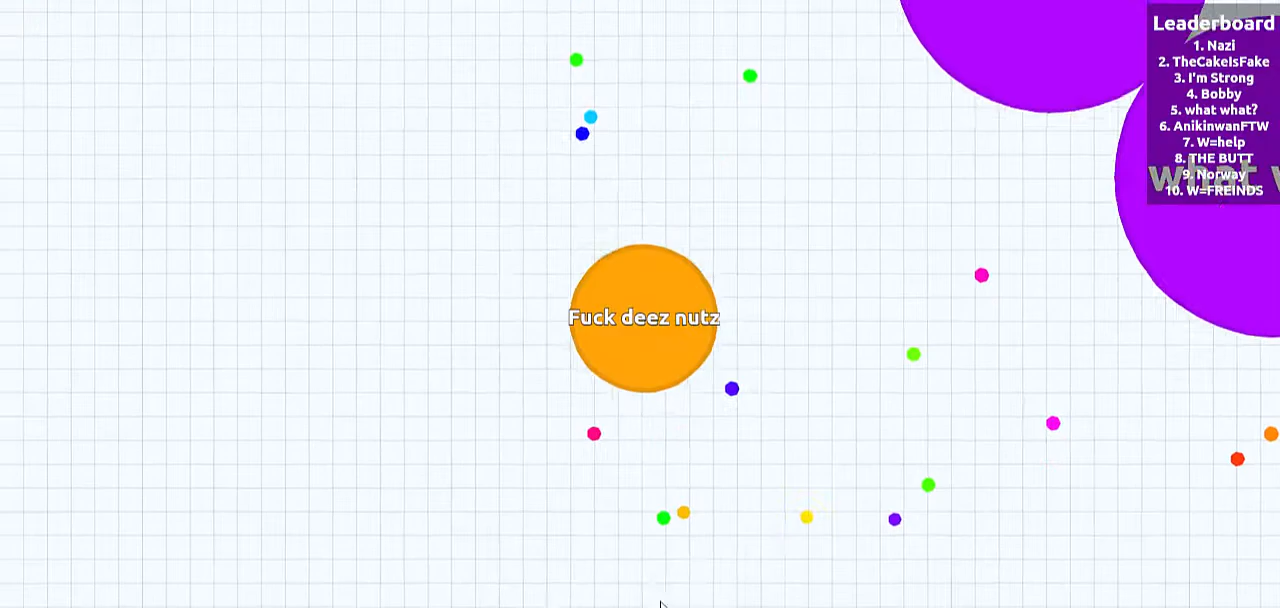 Leaderboard
1. Nazi
2. TheCakeIsFake
3. I'm Strong
4. Bobby
5. what what?
6. AnikinwanFTW
7. W=help
8. THE BUTT
9. Norway
10. W=FREINDS
what
Fuck deez nutz